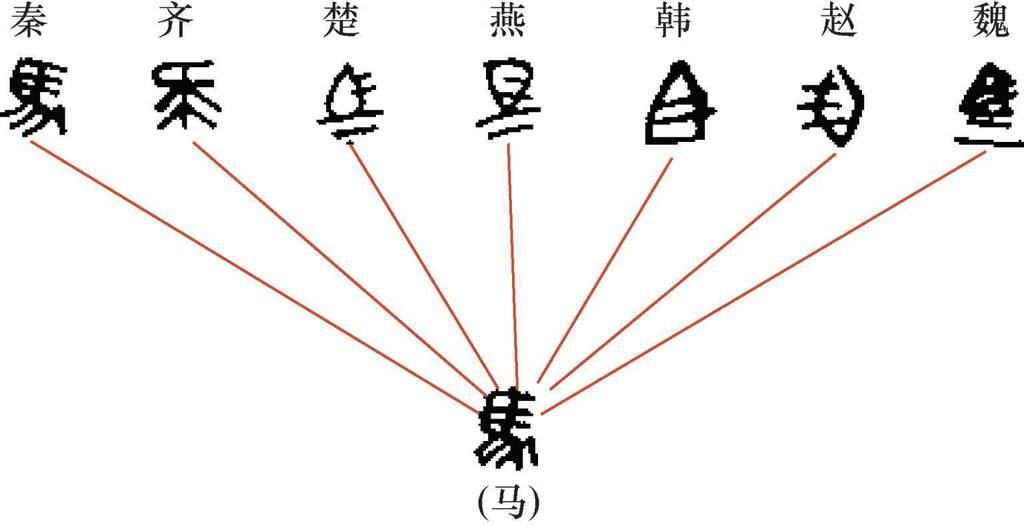 秦 齐 楚 燕 韩 赵 魏
(马)